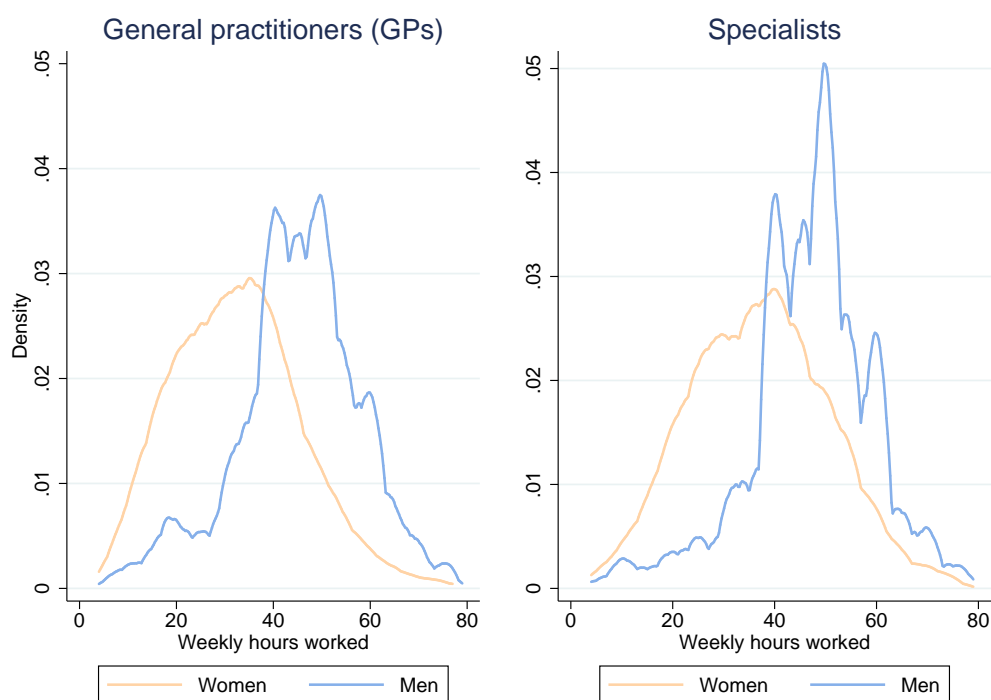 General practitioners (GPs)
Density
0 .01 .02 .03 .04 .05
0 20 40 60 80
Weekly hours worked
Women Men
Specialists
0 .01 .02 .03 .04 .05
0 20 40 60 80
Weekly hours worked
Women Men